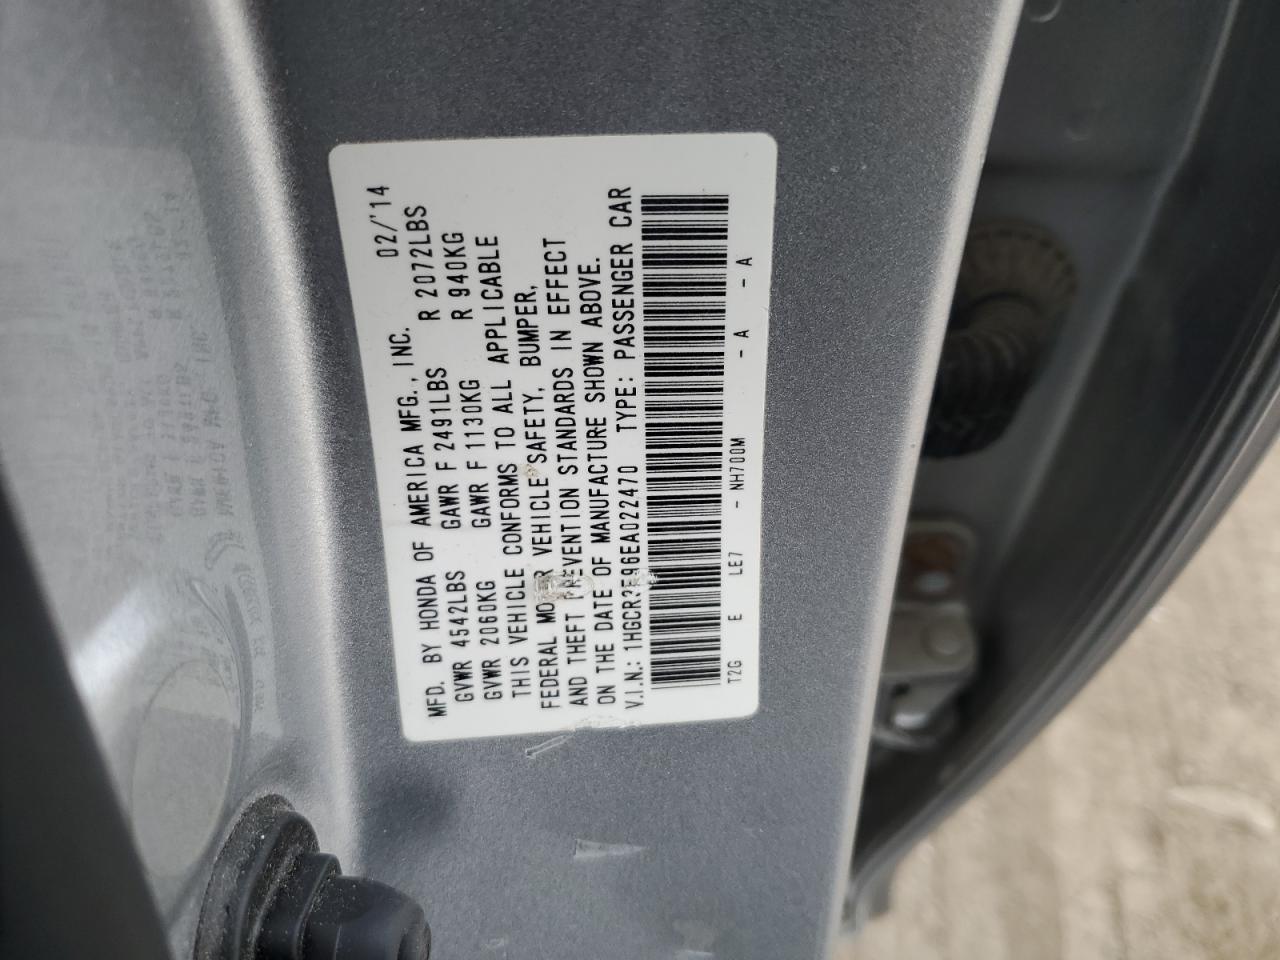 MFD. BY HONDA OF AMERICA MFG., INC. 02/'14
GVWR 4542LBS GAWR F 2491LBS R 2072LBS
GVWR 2060KG GAWR F 1130KG R 940KG
THIS VEHICLE CONFORMS TO ALL APPLICABLE
FEDERAL MOTOR VEHICLE SAFETY, BUMPER,
AND THEFT PREVENTION STANDARDS IN EFFECT
ON THE DATE OF MANUFACTURE SHOWN ABOVE.
V.I.N.: TYPE: PASSENGER CAR
T2G E LE7 - NH700M - A - A